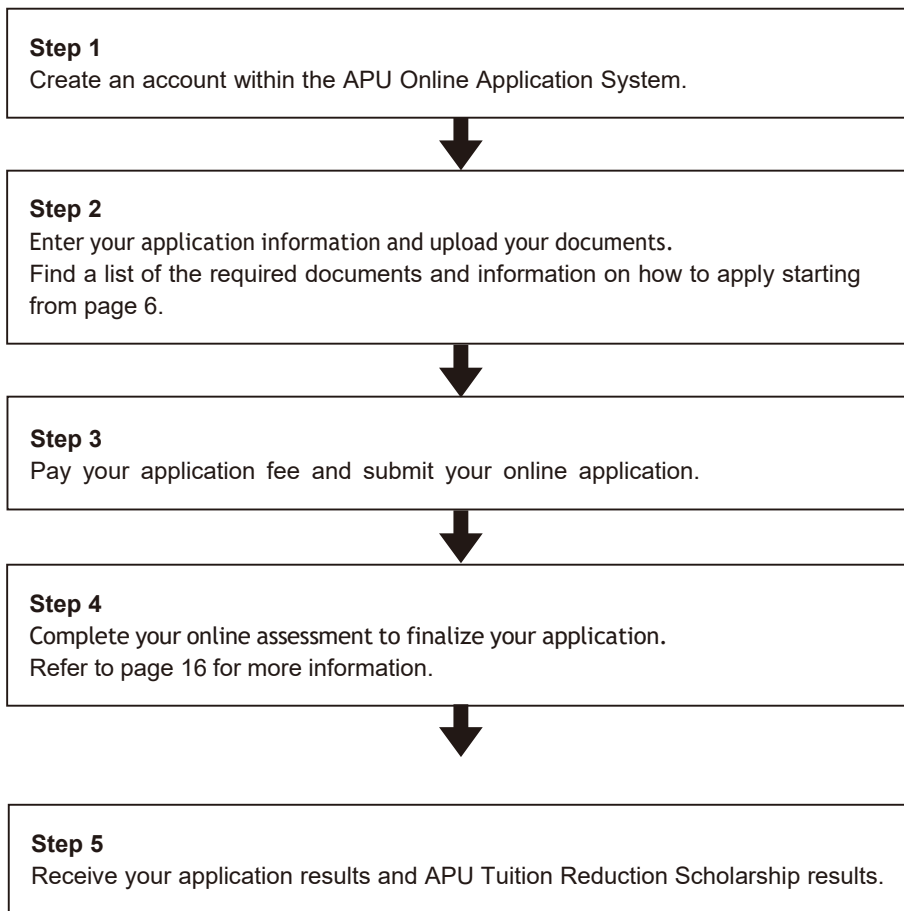 Step 1
Create an account within the APU Online Application System.
Step 2
Enter your application information and upload your documents.
Find a list of the required documents and information on how to apply starting
from page 6.
Step 3
Pay your application fee and submit your online application.
Step 4
Complete your online assessment to finalize your application.
Refer to page 16 for more information.
Step 5
Receive your application results and APU Tuition Reduction Scholarship results.